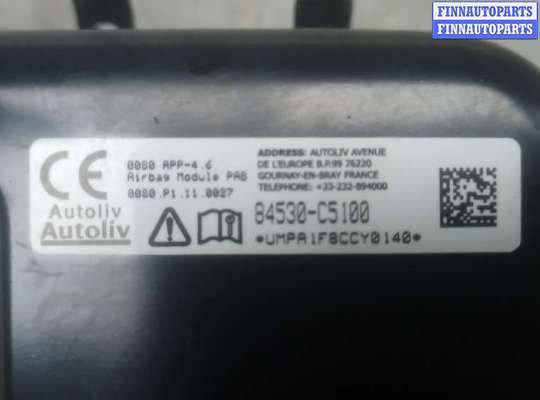 FINNAUTOPARTS
FINNAUTOPARTS
FINNAUTOPARTS
CE
0080 APP-4.6
Airbag Module PAB
0080.P1.11.0027
ADDRESS: AUTOLIV AVENUE
DE L'EUROPE B.P.99 76220
GOURNAY-EN-BRAY FRANCE
TELEPHONE: +33-232-894000
Autoliv
Autoliv
84530-C5100
*UMPA1F8CCY0140*